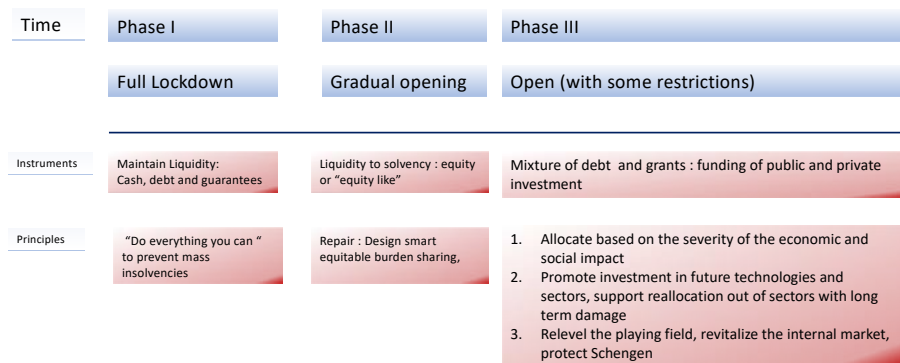 Time
Phase I
Phase II
Phase III
Full Lockdown
Gradual opening
Open (with some restrictions)
Instruments
Maintain Liquidity:
Cash, debt and guarantees
Liquidity to solvency : equity
or “equity like”
Mixture of debt and grants : funding of public and private
investment
Principles
“Do everything you can “
to prevent mass
insolvencies
Repair : Design smart
equitable burden sharing,
1. Allocate based on the severity of the economic and
social impact
2. Promote investment in future technologies and
sectors, support reallocation out of sectors with long
term damage
3. Relevel the playing field, revitalize the internal market,
protect Schengen